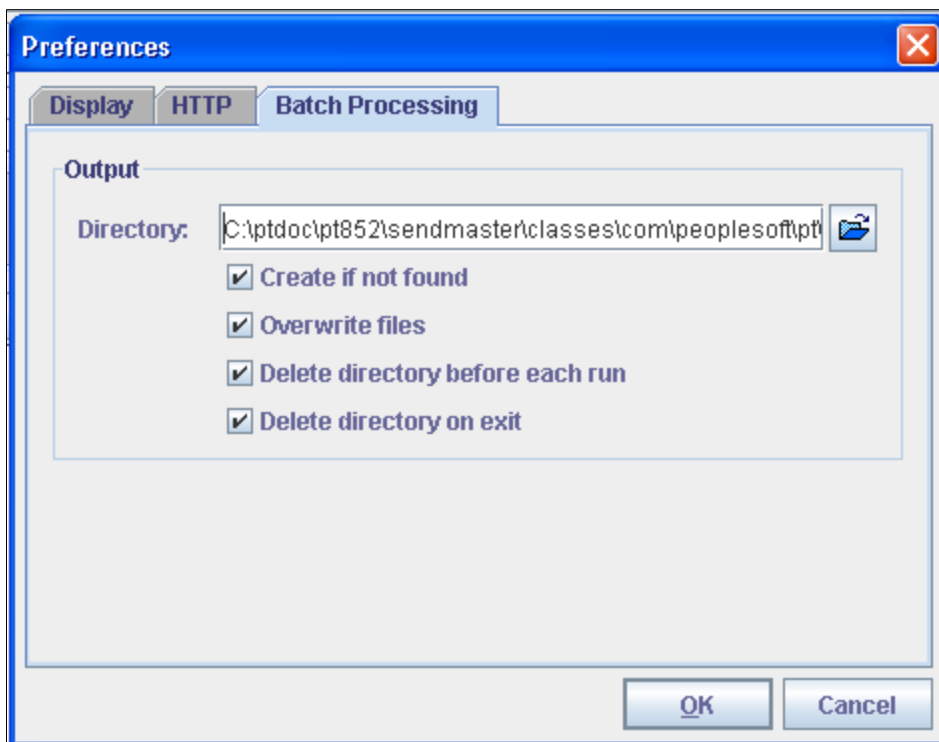 Preferences
Display HTTP Batch Processing
Output
Directory: C:\ptdoc\pt852\sendmaster\classes\com\peoplesoft\pt\
Create if not found
Overwrite files
Delete directory before each run
Delete directory on exit
OK Cancel